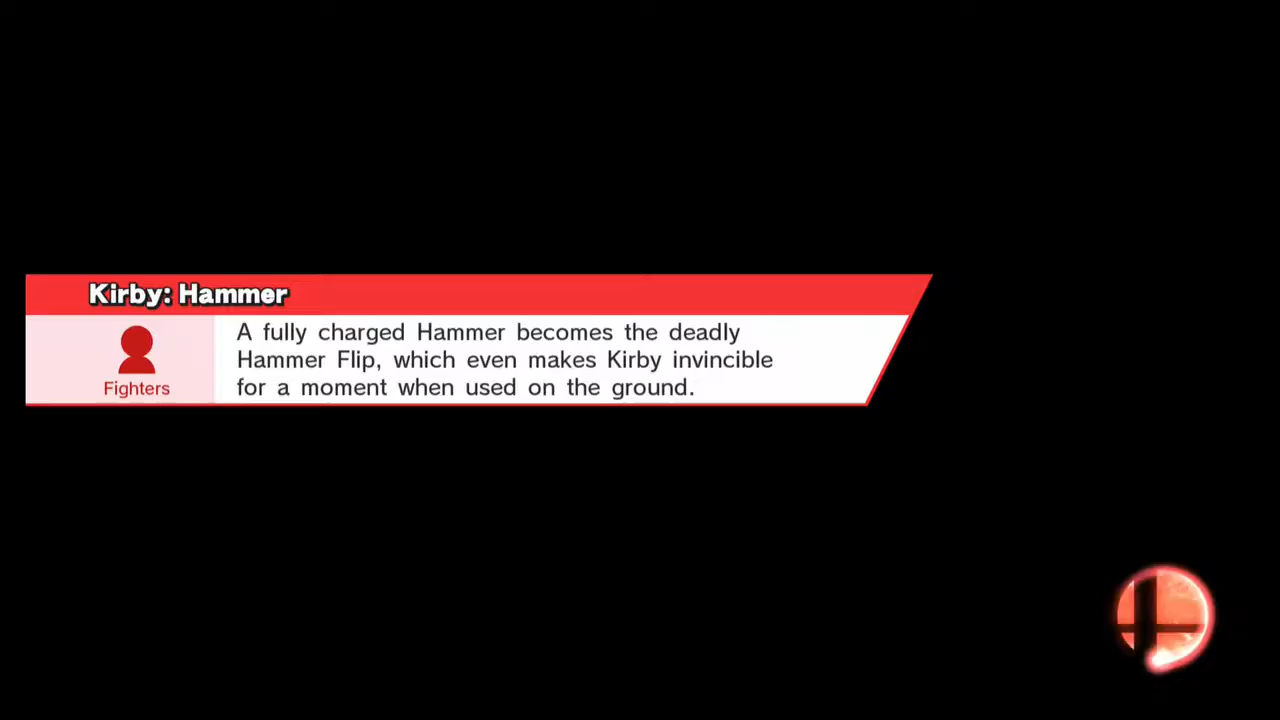 Kirby: Hammer
Fighters
A fully charged Hammer becomes the deadly
Hammer Flip, which even makes Kirby invincible
for a moment when used on the ground.